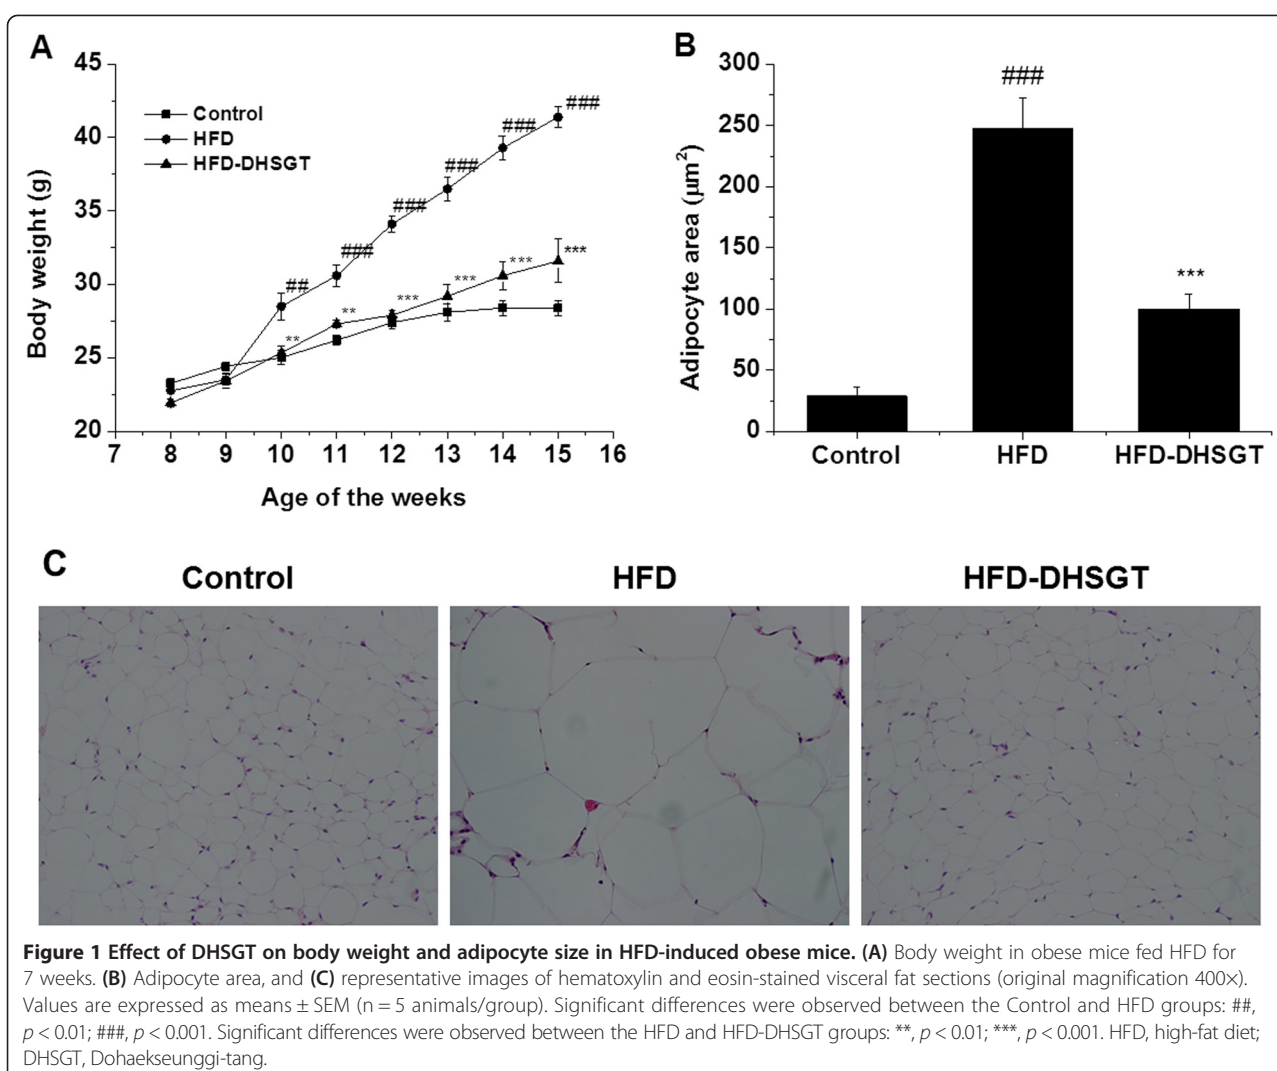 A
45
40
35
30
25
20
Body weight (g)
Control
HFD
HFD-DHSGT
##
###
###
###
###
###
**
**
***
***
***
***
7 8 9 10 11 12 13 14 15 16
Age of the weeks
B
300
250
200
150
100
50
0
Adipocyte area (µm²)
###
***
Control HFD HFD-DHSGT
C
Control HFD HFD-DHSGT
Figure 1 Effect of DHSGT on body weight and adipocyte size in HFD-induced obese mice. (A) Body weight in obese mice fed HFD for
7 weeks. (B) Adipocyte area, and (C) representative images of hematoxylin and eosin-stained visceral fat sections (original magnification 400×).
Values are expressed as means ± SEM (n = 5 animals/group). Significant differences were observed between the Control and HFD groups: ##,
p < 0.01; ###, p < 0.001. Significant differences were observed between the HFD and HFD-DHSGT groups: **, p < 0.01; ***, p < 0.001. HFD, high-fat diet;
DHSGT, Dohaekseunggi-tang.